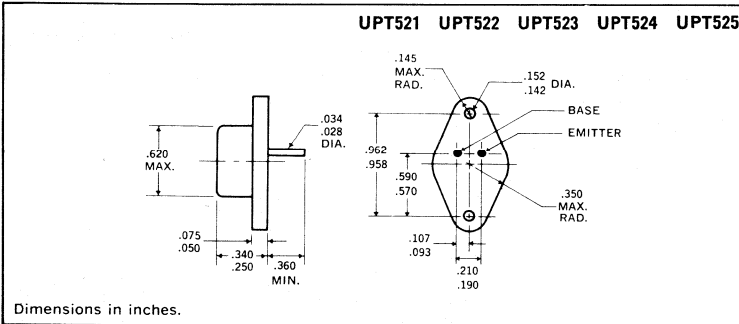 UPT521 UPT522 UPT523 UPT524 UPT525
.145
MAX.
RAD.
.152
.142
DIA.
BASE
EMITTER
.034
.028
DIA.
.620
MAX.
.962
.958
.590
.570
.350
MAX.
RAD.
.075
.050
.340
.250
.360
MIN.
.107
.093
.210
.190
Dimensions in inches.